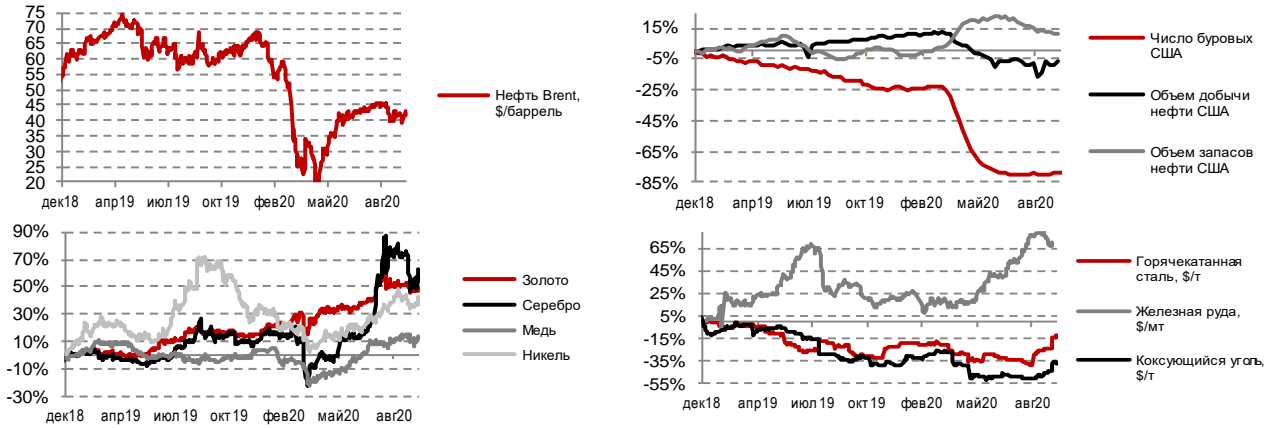 75
70
65
60
55
50
45
40
35
30
25
20
дек18
апр19
июл19
окт19
фев20
май20
авг20
Нефть Brent,
$/баррель
15%
-5%
-25%
-45%
-65%
-85%
дек18
апр19
июл19
окт19
фев20
май20
авг20
Число буровых
США
Объем добычи
нефти США
Объем запасов
нефти США
90%
70%
50%
30%
10%
-10%
-30%
дек18
апр19
июл19
окт19
фев20
май20
авг20
Золото
Серебро
Медь
Никель
65%
45%
25%
5%
-15%
-35%
-55%
дек18
апр19
июл19
окт19
фев20
май20
авг20
Горячекатанная
сталь, $/т
Железная руда,
$/мт
Коксующийся уголь,
$/т